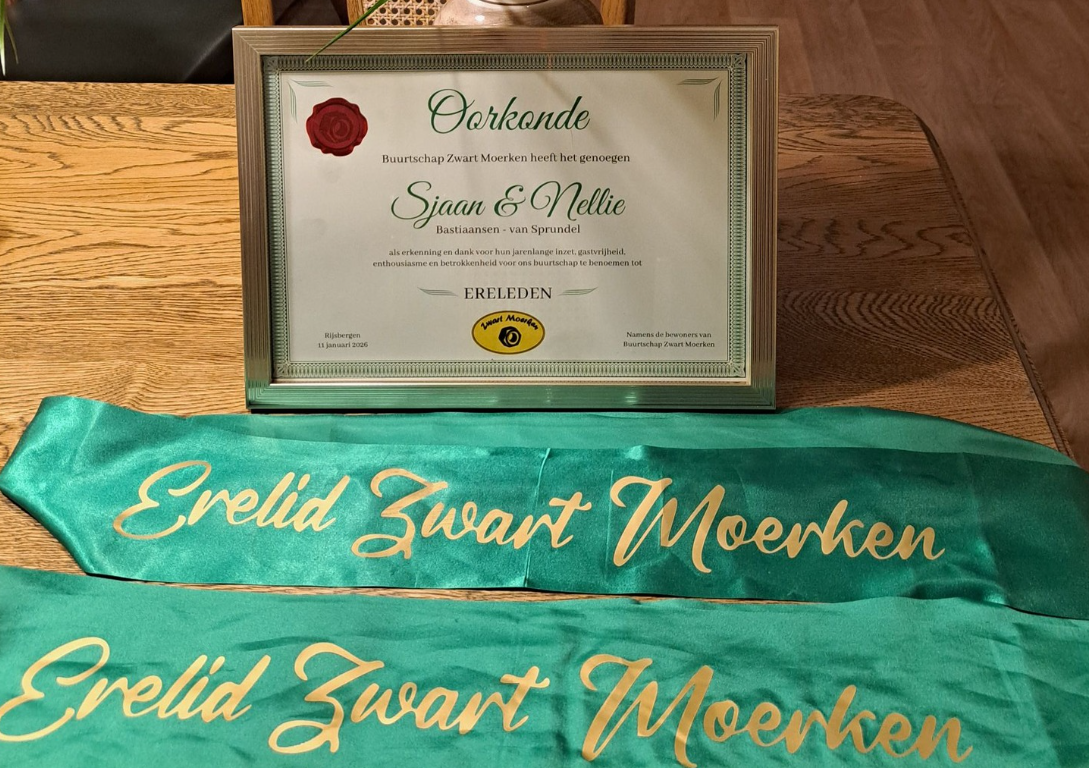 Oorkonde
Buurtschap Zwart Moerken heeft het genoegen
Sjaan & Nellie
Bastiaansen - van Sprundel
als erkenning en dank voor hun jarenlange inzet, gastvrijheid,
enthousiasme en betrokkenheid voor ons buurtschap te benoemen tot
ERELEDEN
Zwart Moerken
Rijsbergen
11 januari 2026
Namens de bewoners van
Buurtschap Zwart Moerken
Erelid Zwart Moerken
Erelid Zwart Moerken